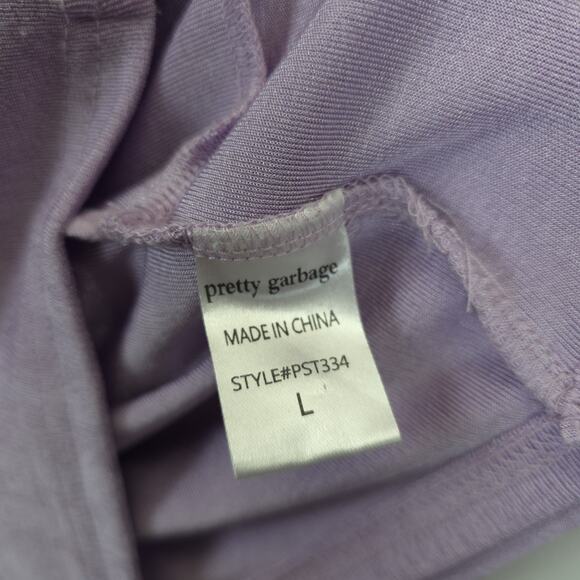 pretty garbage
MADE IN CHINA
STYLE#PST334
L